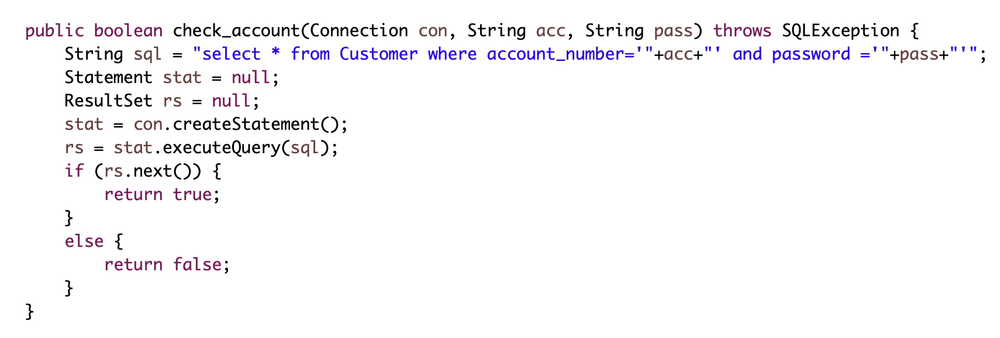 public boolean check_account(Connection con, String acc, String pass) throws SQLException {
    String sql = "select * from Customer where account_number='"+acc+"' and password ='"+pass+"'";
    Statement stat = null;
    ResultSet rs = null;
    stat = con.createStatement();
    rs = stat.executeQuery(sql);
    if (rs.next()) {
        return true;
    }
    else {
        return false;
    }
}